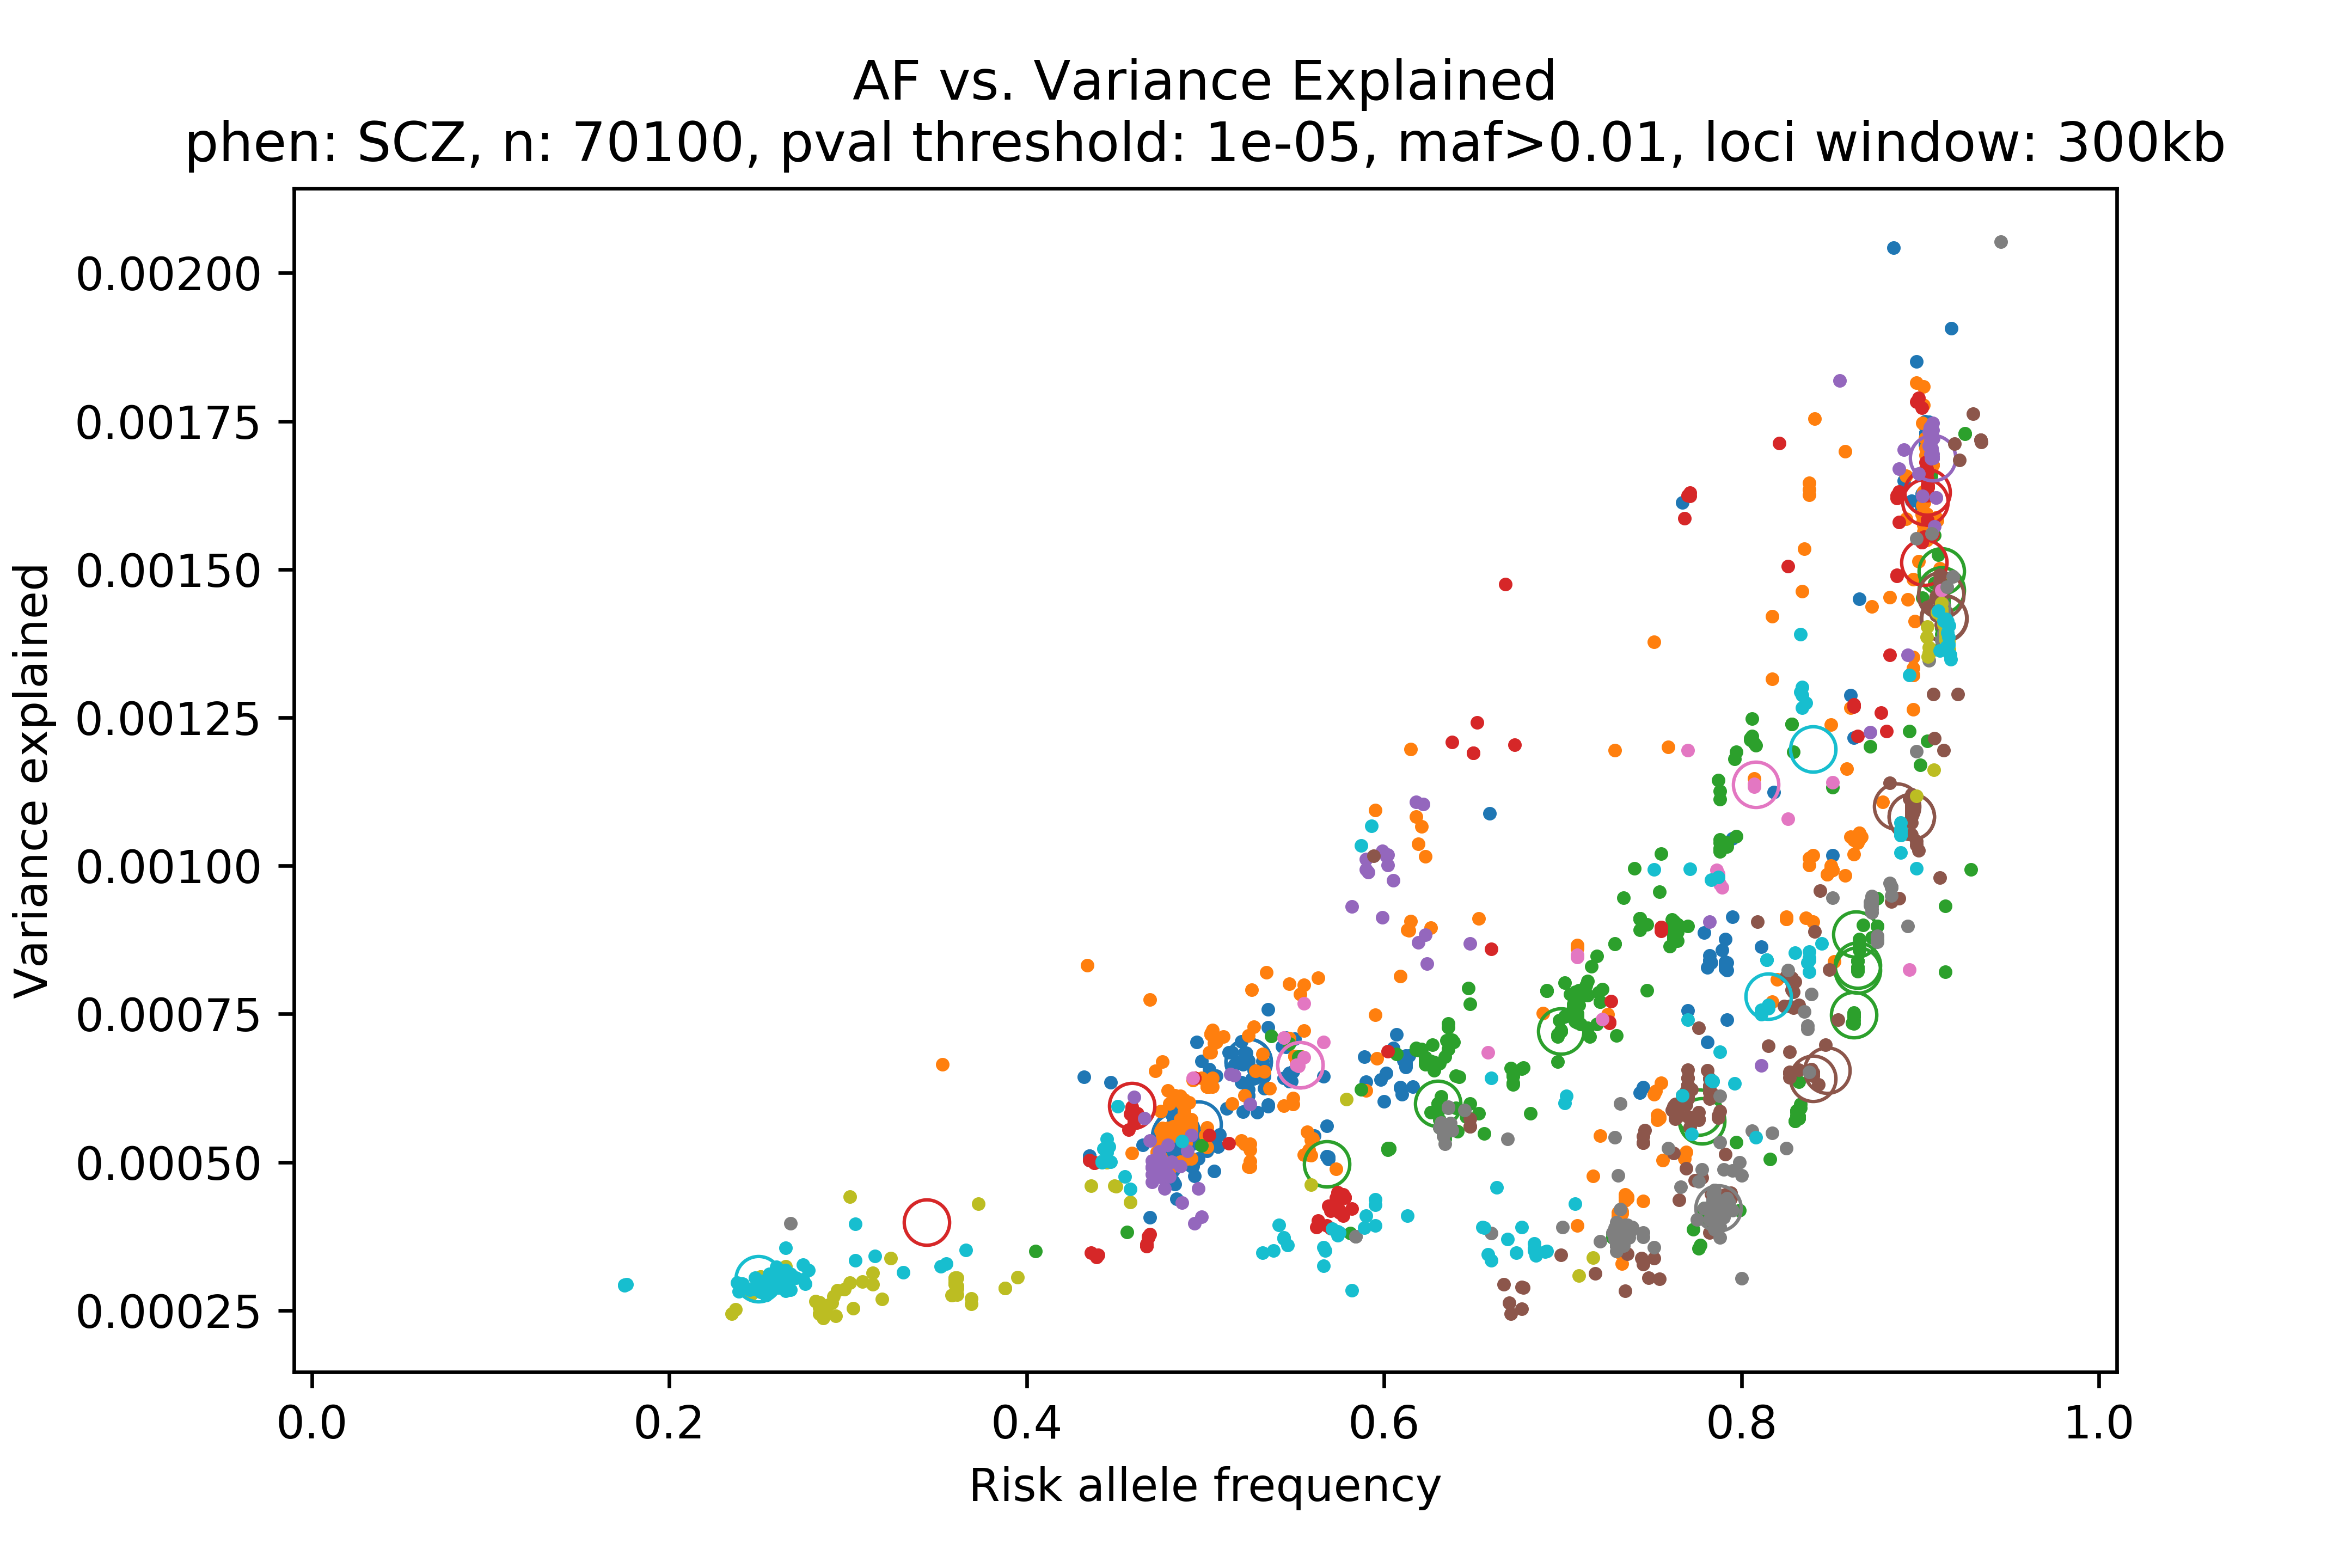 AF vs. Variance Explained
phen: SCZ, n: 70100, pval threshold: 1e-05, maf>0.01, loci window: 300kb
Variance explained
0.00200
0.00175
0.00150
0.00125
0.00100
0.00075
0.00050
0.00025
0.0 0.2 0.4 0.6 0.8 1.0
Risk allele frequency